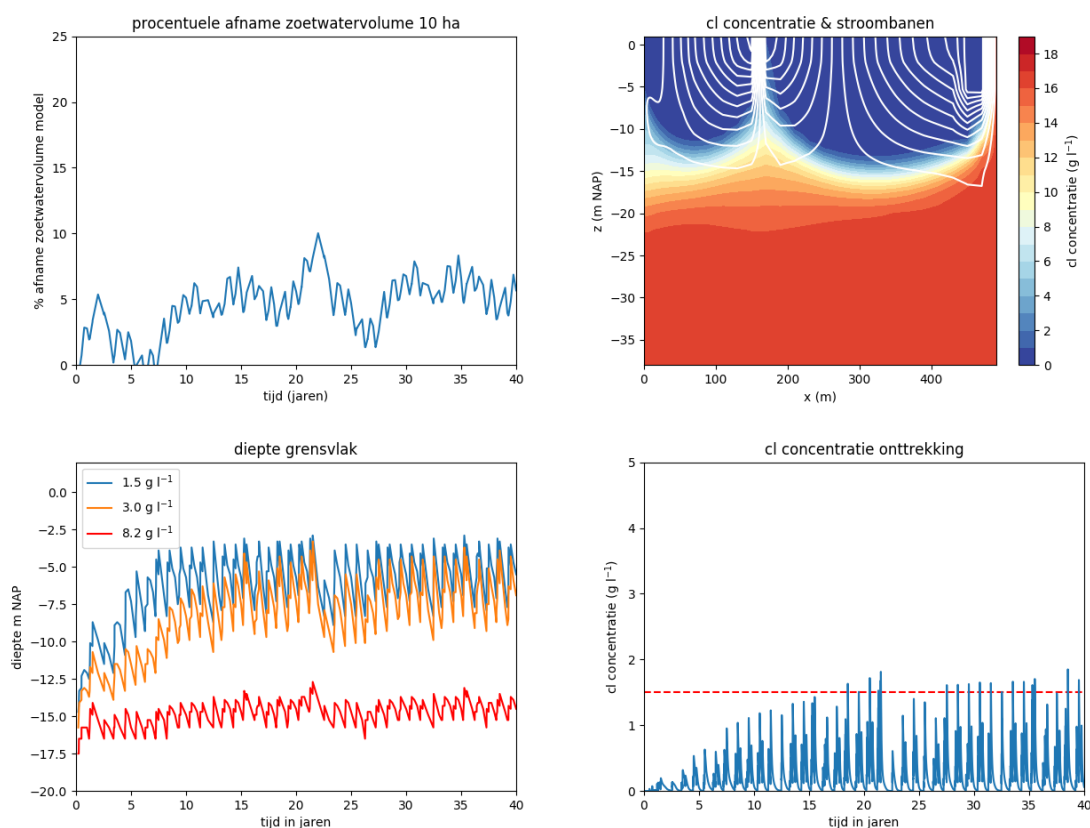 procentuele afname zoetwatervolume 10 ha
% afname zoetwatervolume model
25
20
15
10
5
0
0 5 10 15 20 25 30 35 40
tijd (jaren)
cl concentratie & stroombanen
z (m NAP)
0
−5
−10
−15
−20
−25
−30
−35
0 100 200 300 400
x (m)
18
16
14
12
10
8
6
4
2
0
cl concentratie (g l⁻¹)
diepte grensvlak
1.5 g l⁻¹
3.0 g l⁻¹
8.2 g l⁻¹
diepte m NAP
0.0
−2.5
−5.0
−7.5
−10.0
−12.5
−15.0
−17.5
−20.0
0 5 10 15 20 25 30 35 40
tijd in jaren
cl concentratie onttrekking
cl concentratie (g l⁻¹)
5
4
3
2
1
0
0 5 10 15 20 25 30 35 40
tijd in jaren